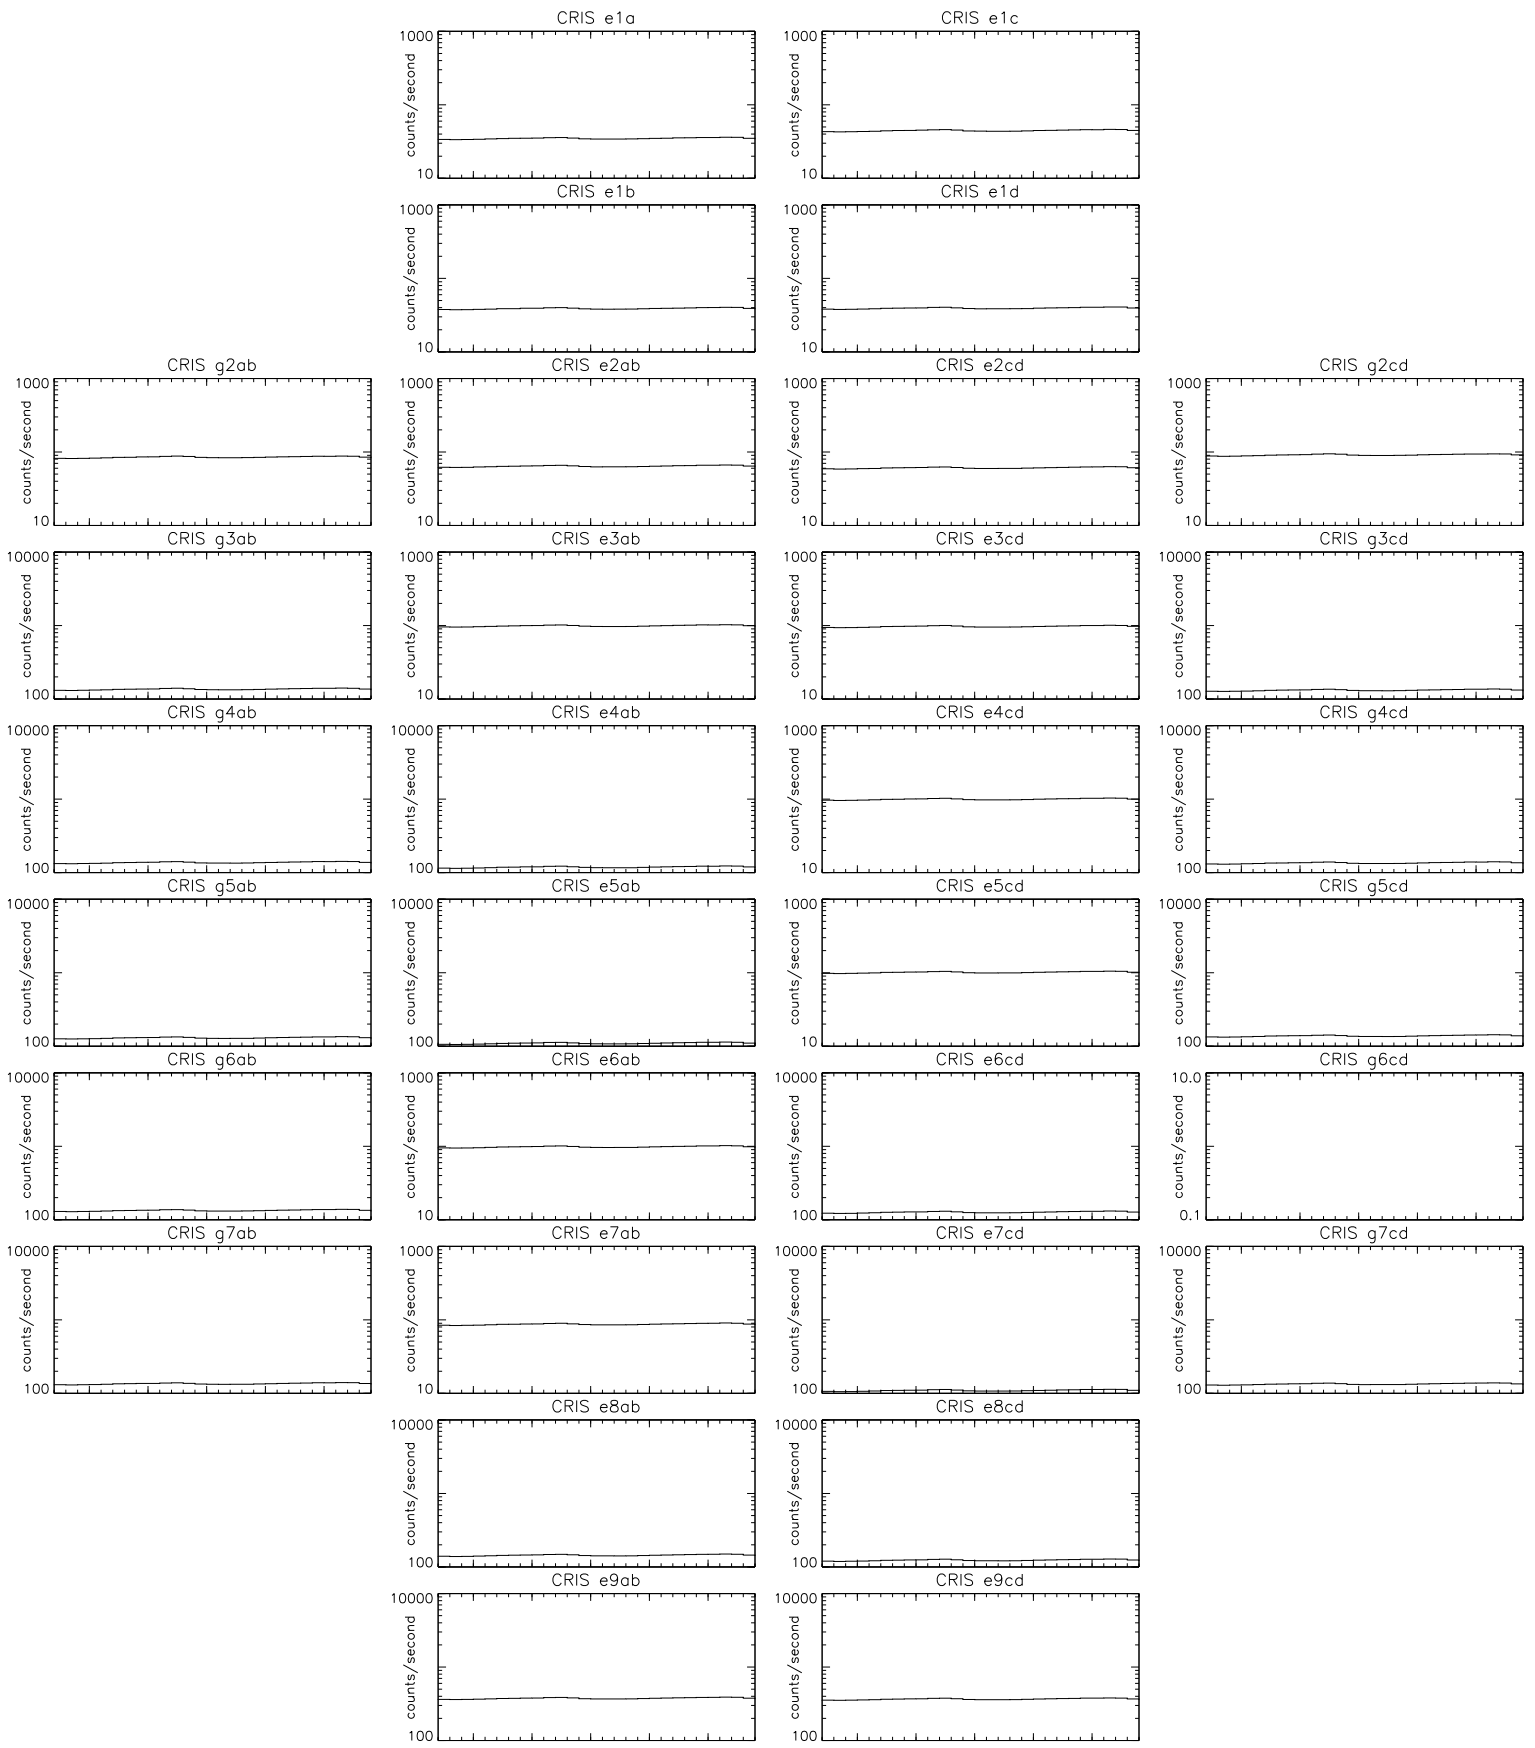 CRIS e1a
1000
counts/second
10
CRIS e1c
1000
counts/second
10
CRIS e1b
1000
counts/second
10
CRIS e1d
1000
counts/second
10
CRIS g2ab
1000
counts/second
10
CRIS e2ab
1000
counts/second
10
CRIS e2cd
1000
counts/second
10
CRIS g2cd
1000
counts/second
10
CRIS g3ab
10000
counts/second
100
CRIS e3ab
1000
counts/second
10
CRIS e3cd
1000
counts/second
10
CRIS g3cd
10000
counts/second
100
CRIS g4ab
10000
counts/second
100
CRIS e4ab
10000
counts/second
100
CRIS e4cd
1000
counts/second
10
CRIS g4cd
10000
counts/second
100
CRIS g5ab
10000
counts/second
100
CRIS e5ab
10000
counts/second
100
CRIS e5cd
1000
counts/second
10
CRIS g5cd
10000
counts/second
100
CRIS g6ab
10000
counts/second
100
CRIS e6ab
1000
counts/second
10
CRIS e6cd
10000
counts/second
100
CRIS g6cd
10.0
counts/second
0.1
CRIS g7ab
10000
counts/second
100
CRIS e7ab
1000
counts/second
10
CRIS e7cd
10000
counts/second
100
CRIS g7cd
10000
counts/second
100
CRIS e8ab
10000
counts/second
100
CRIS e8cd
10000
counts/second
100
CRIS e9ab
10000
counts/second
100
CRIS e9cd
10000
counts/second
100